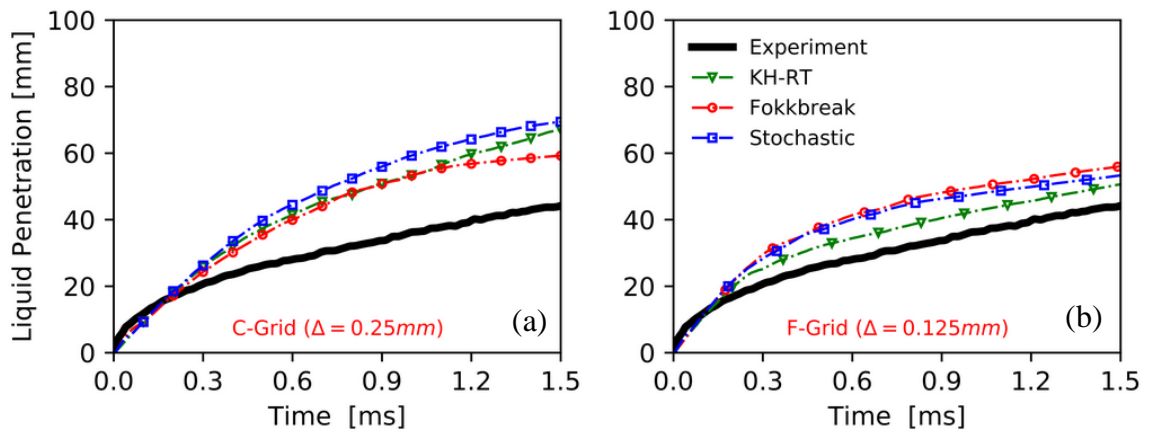 Liquid Penetration [mm]
100
80
60
40
20
0
0.0 0.3 0.6 0.9 1.2 1.5
Time [ms]
C-Grid (Δ = 0.25mm)
(a)
100
80
60
40
20
0
0.0 0.3 0.6 0.9 1.2 1.5
Time [ms]
Experiment
KH-RT
Fokkbreak
Stochastic
F-Grid (Δ = 0.125mm)
(b)